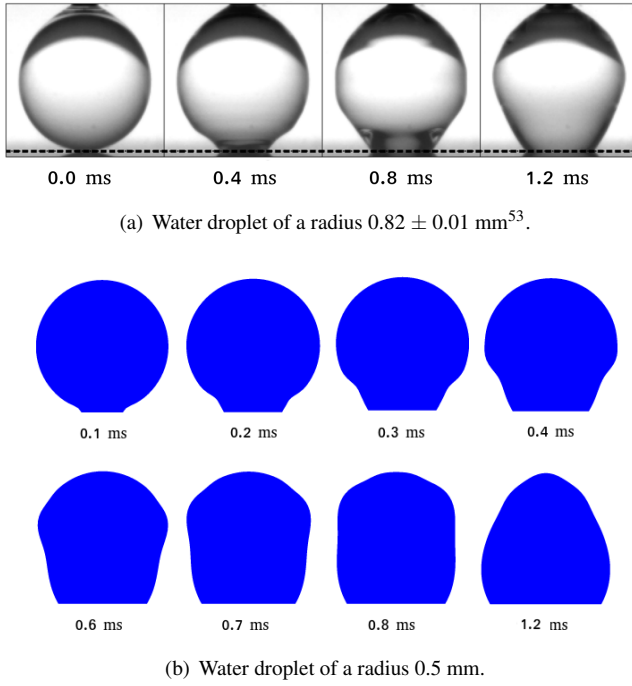 0.0 ms 0.4 ms 0.8 ms 1.2 ms
(a) Water droplet of a radius 0.82 ± 0.01 mm⁵³.
0.1 ms 0.2 ms 0.3 ms 0.4 ms
0.6 ms 0.7 ms 0.8 ms 1.2 ms
(b) Water droplet of a radius 0.5 mm.